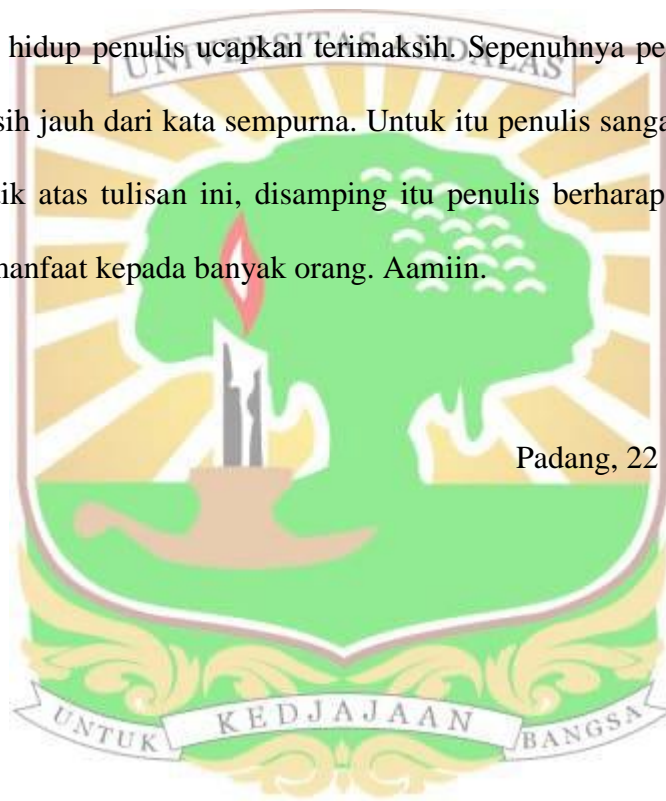 hidup penulis ucapkan terimaksih. Sepenuhnya pe
UNIVERSITAS ANDALAS
sih jauh dari kata sempurna. Untuk itu penulis sanga
ik atas tulisan ini, disamping itu penulis berharap
manfaat kepada banyak orang. Aamiin.
Padang, 22
UNTUK KEDJAJAAN BANGSA